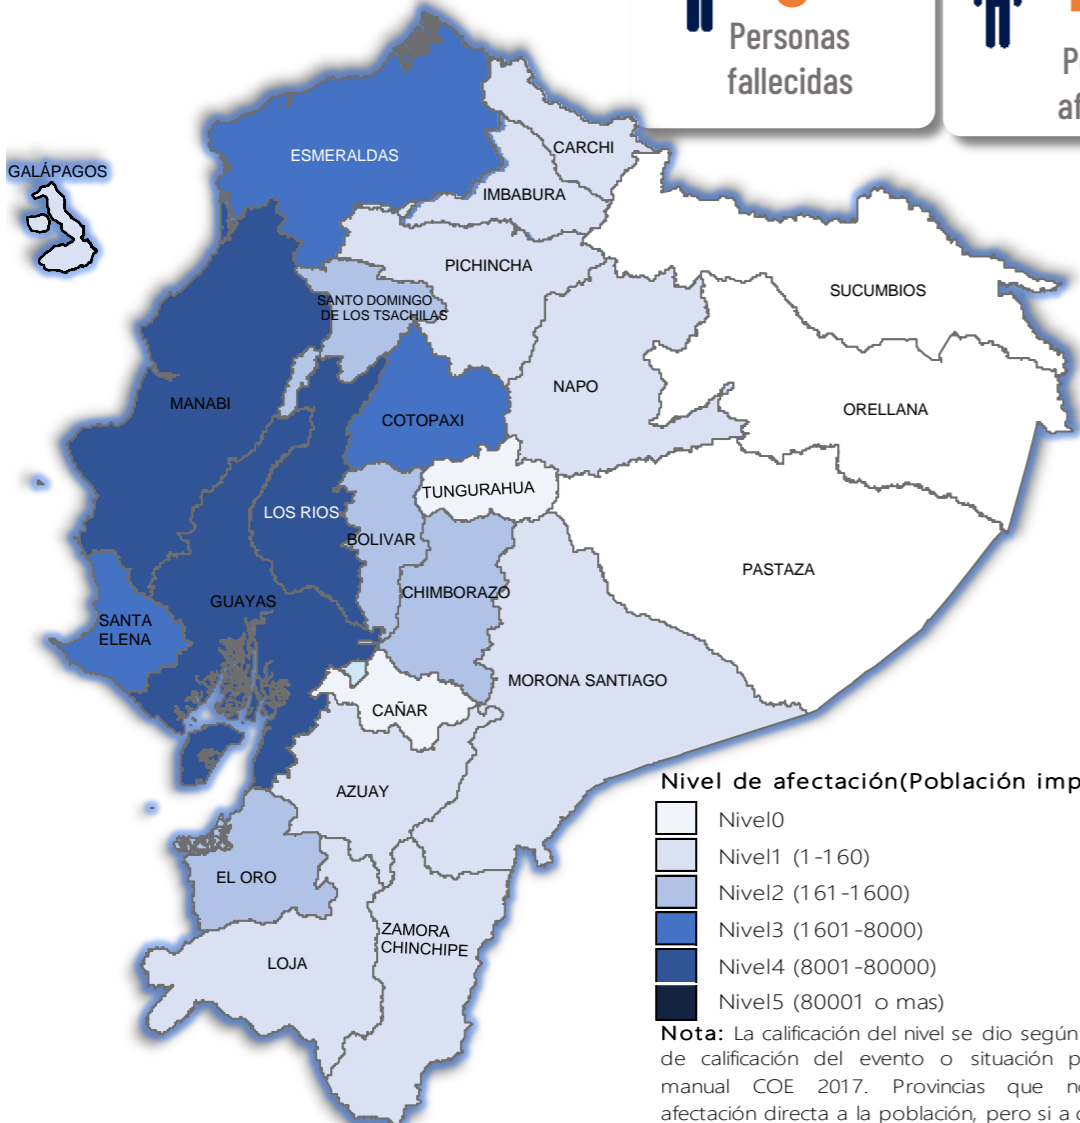 Personas
fallecidas
ESMERALDAS
CARCHI
GALÁPAGOS
IMBABURA
PICHINCHA
SUCUMBIOS
SANTO DOMINGO
DE LOS TSACHILAS
NAPO
MANABI
ORELLANA
COTOPAXI
TUNGURAHUA
LOS RIOS
BOLIVAR
PASTAZA
CHIMBORAZO
GUAYAS
SANTA
ELENA
MORONA SANTIAGO
CAÑAR
AZUAY
EL ORO
ZAMORA
CHINCHIPE
LOJA
Nivel de afectación(Población imp
Nivel0
Nivel1 (1-160)
Nivel2 (161-1600)
Nivel3 (1601-8000)
Nivel4 (8001-80000)
Nivel5 (80001 o mas)
Nota: La calificación del nivel se dio según
de calificación del evento o situación p
manual COE 2017. Provincias que n
afectación directa a la población, pero si a